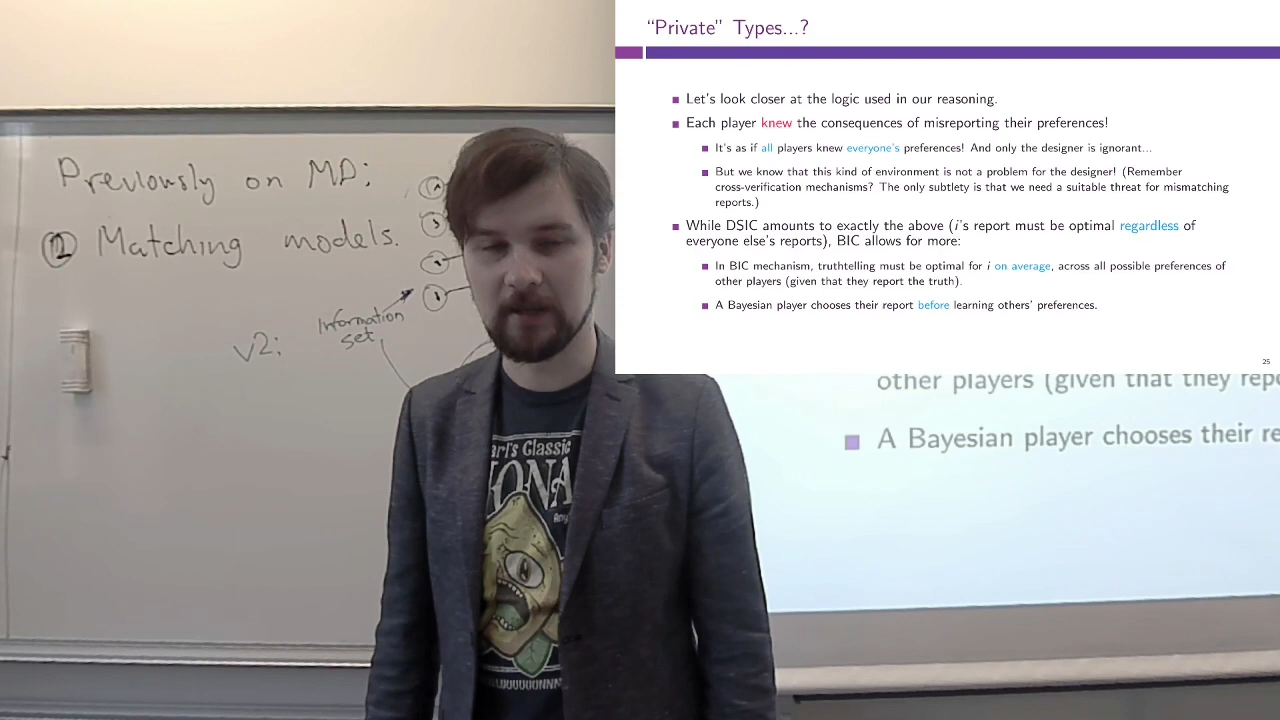 Previously on MD:
② Matching models.
v2:
Information
set
"Private" Types...?
Let's look closer at the logic used in our reasoning.
Each player knew the consequences of misreporting their preferences!
It's as if all players knew everyone's preferences! And only the designer is ignorant...
But we know that this kind of environment is not a problem for the designer! (Remember
cross-verification mechanisms? The only subtlety is that we need a suitable threat for mismatching
reports.)
While DSIC amounts to exactly the above (i's report must be optimal regardless of
everyone else's reports), BIC allows for more:
In BIC mechanism, truthtelling must be optimal for i on average, across all possible preferences of
other players (given that they report the truth).
A Bayesian player chooses their report before learning others' preferences.
25
other players (given that they repo
A Bayesian player chooses their re
arl's Classic
ONA